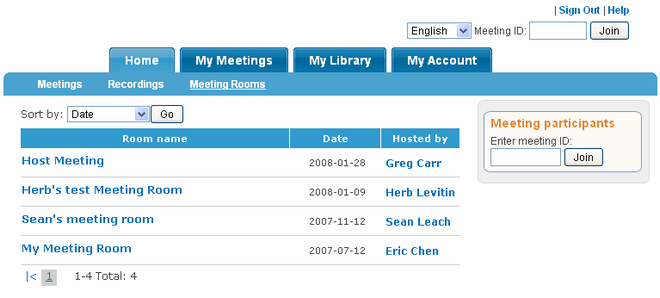 | Sign Out | Help
English Meeting ID: Join
Home My Meetings My Library My Account
Meetings Recordings Meeting Rooms
Sort by: Date Go
Room name Date Hosted by
Host Meeting 2008-01-28 Greg Carr
Herb's test Meeting Room 2008-01-09 Herb Levitin
Sean's meeting room 2007-11-12 Sean Leach
My Meeting Room 2007-07-12 Eric Chen
|< 1 1-4 Total: 4
Meeting participants
Enter meeting ID:
Join